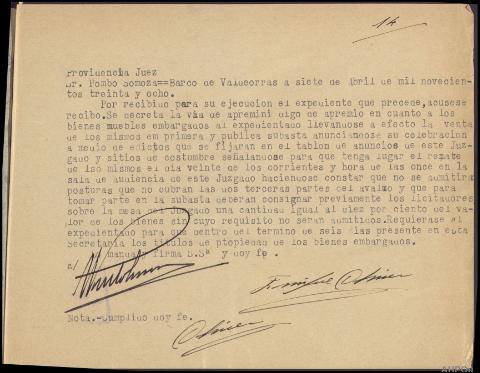 14
Providencia Juez
Sr. Pombo Somoza==Barco de Valdeorras a siete de Abril de mil novecien-
tos treinta y ocho.
Por recibido para su ejecucion el expediente que precede, acusese
recibo.Se decreta la via de apremini digo de apremio en cuanto a los
bienes muebles embargados al expedientado llevandose a efecto la venta
de los mismos em primera y publica subasta anunciandose su celebracion
a medio de edictos que se fijaran en el tablon de anuncios de este Juz-
gado y sitios de costumbre señalandose para que tenga lugar el remate
de los mismos el dia veinte de los corrientes y hora de las once en la
sala de audiencia de este Juzgado haciendose constar que no se admitiran
posturas que no cubran las dos terceras partes del avaluo y que para
tomar parte en la subasta deberan consignar previamente los licitadores
sobre la mesa del Juzgado una cantidad igual al diez por ciento del va-
lor de los bienes sin cuyo requisito no seran admitidos.Requierase al
expedientado para que dentro del termino de seis dias presente en esta
Secretaria los titulos de ptopiedad de los bienes embargados.
manda y firma S.Sª y doy fe .
Nota.-Cumplido doy fe.
AHPOu